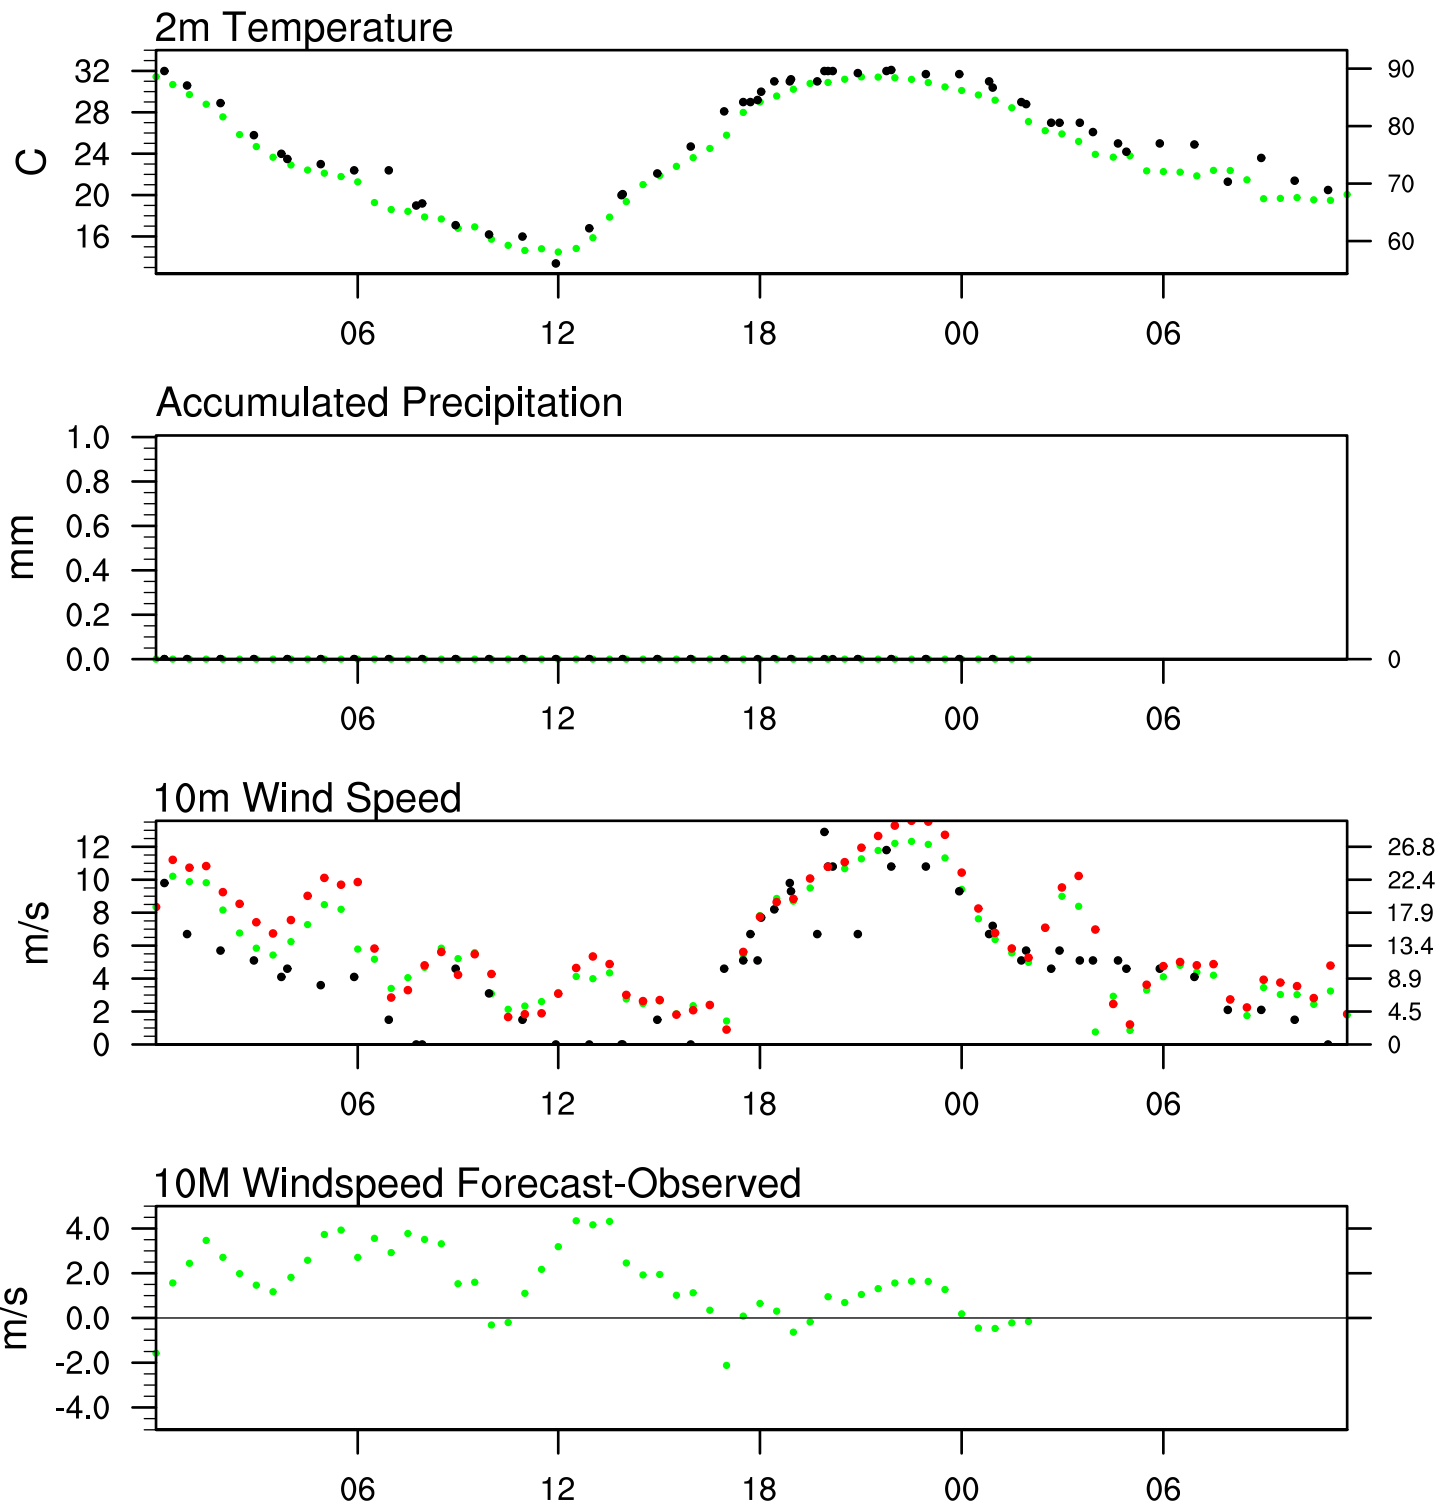 2m Temperature
32
28
24
20
16
C
90
80
70
60
06 12 18 00 06
Accumulated Precipitation
1.0
0.8
0.6
0.4
0.2
0.0
mm
0
06 12 18 00 06
10m Wind Speed
12
10
8
6
4
2
0
m/s
26.8
22.4
17.9
13.4
8.9
4.5
0
06 12 18 00 06
10M Windspeed Forecast-Observed
4.0
2.0
0.0
-2.0
-4.0
m/s
06 12 18 00 06